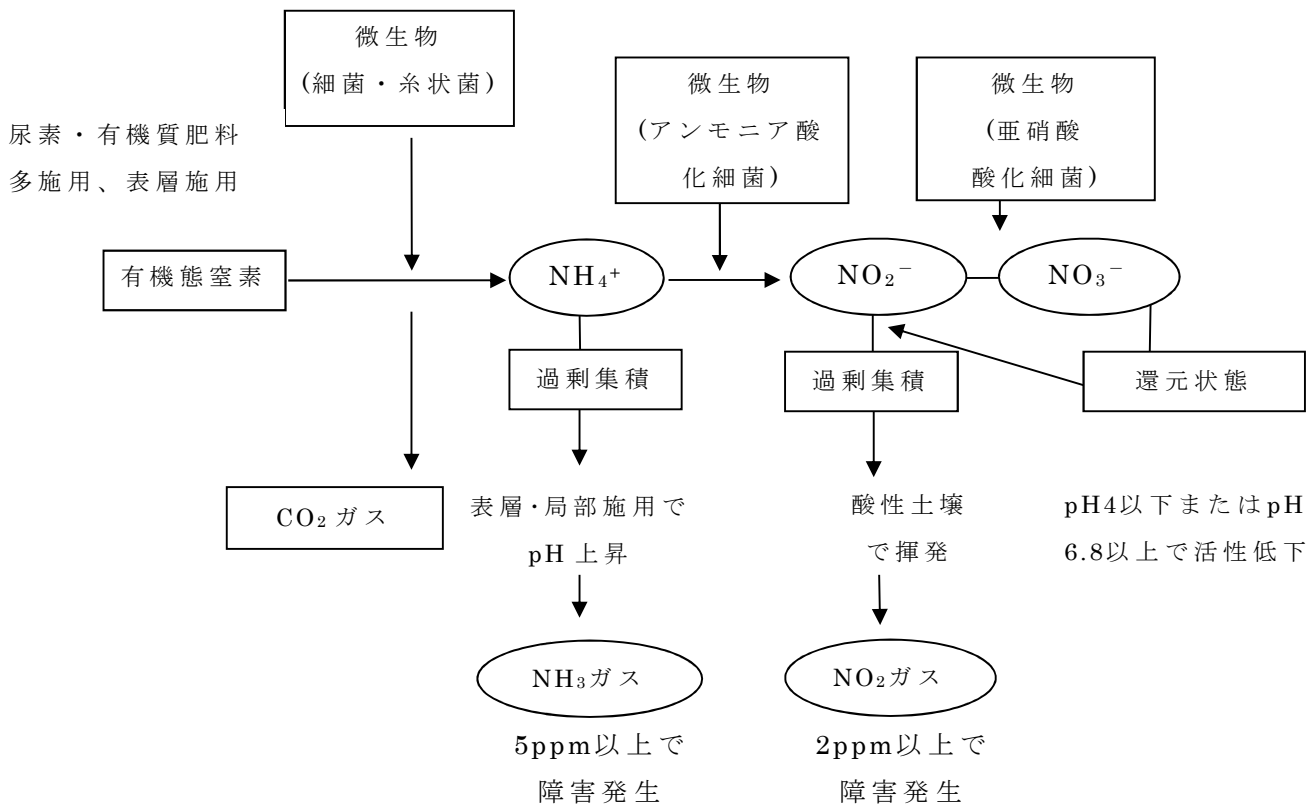 微生物
(細菌・糸状菌)
微生物
(アンモニア酸
化細菌)
微生物
(亜硝酸
酸化細菌)
尿素・有機質肥料
多施用、表層施用
有機態窒素
NH₄⁺
NO₂⁻
NO₃⁻
過剰集積
過剰集積
還元状態
CO₂ガス
表層・局部施用で
pH上昇
酸性土壌
で揮発
pH4以下またはpH
6.8以上で活性低下
NH₃ガス
NO₂ガス
5ppm以上で
障害発生
2ppm以上で
障害発生